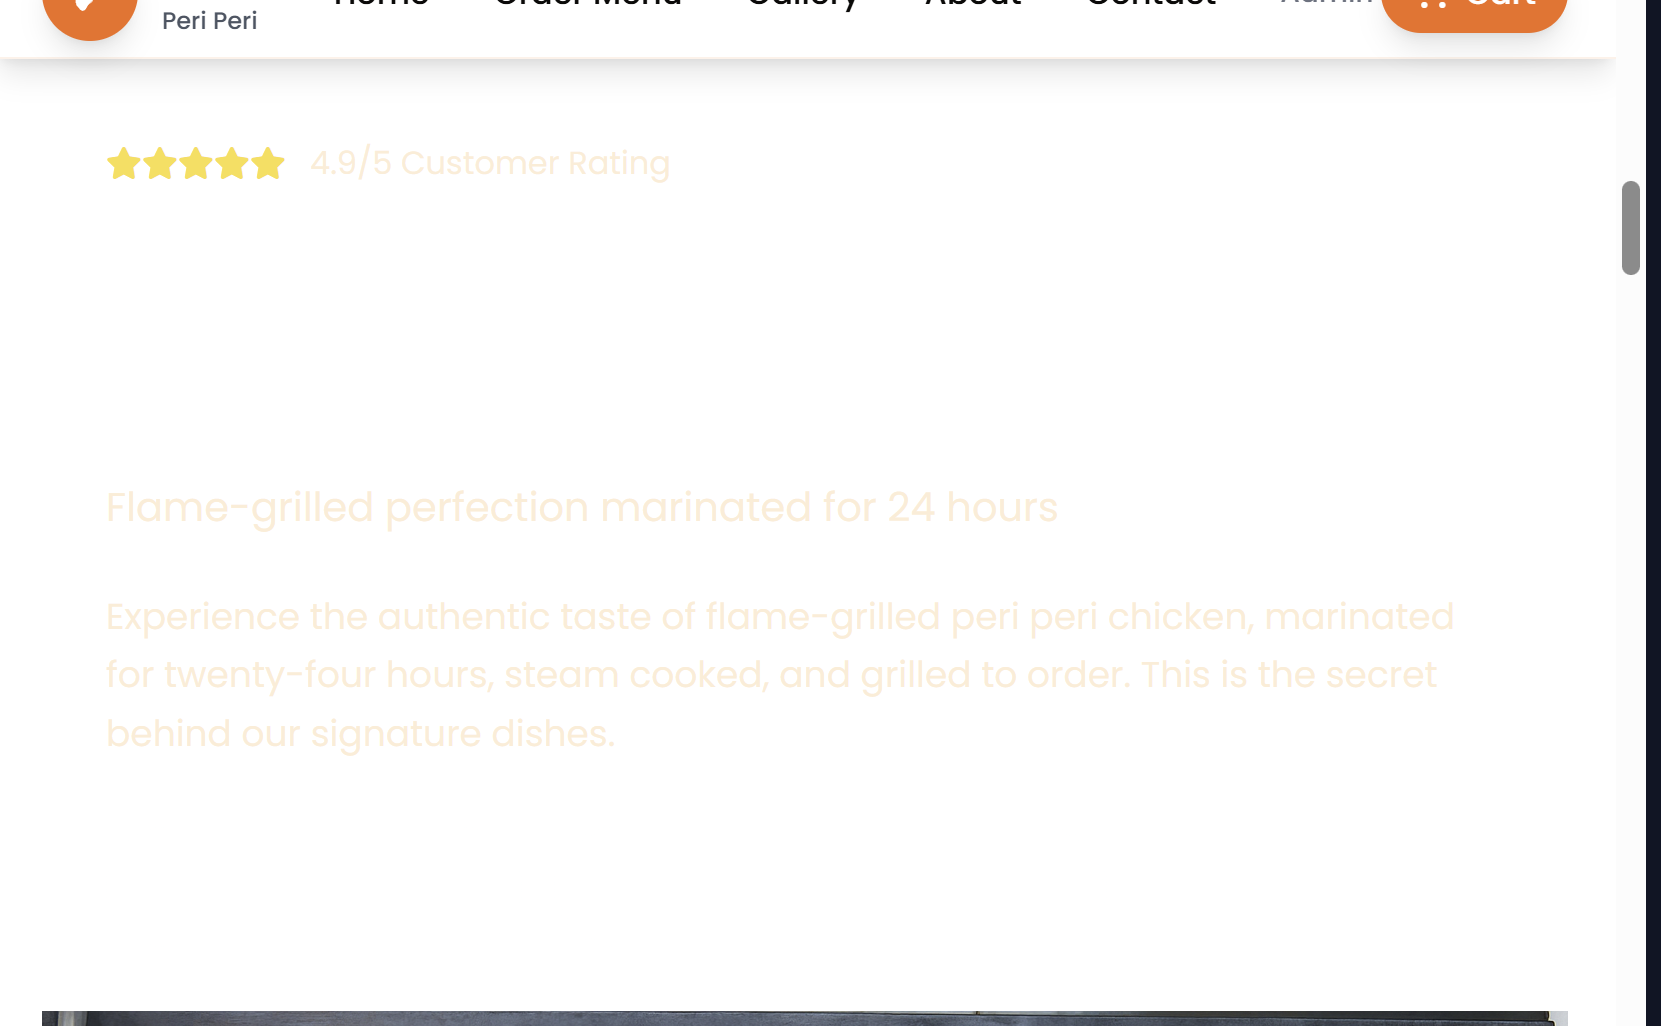 Home Order Menu Gallery About Contact Admin Cart
Peri Peri
4.9/5 Customer Rating
Flame-grilled perfection marinated for 24 hours
Experience the authentic taste of flame-grilled peri peri chicken, marinated
for twenty-four hours, steam cooked, and grilled to order. This is the secret
behind our signature dishes.